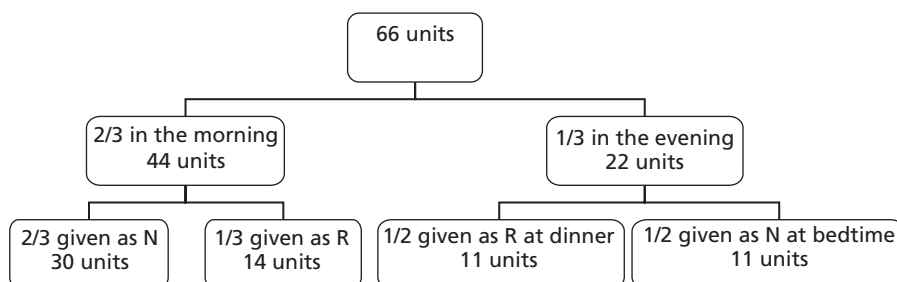 66 units
2/3 in the morning
44 units
1/3 in the evening
22 units
2/3 given as N
30 units
1/3 given as R
14 units
1/2 given as R at dinner
11 units
1/2 given as N at bedtime
11 units